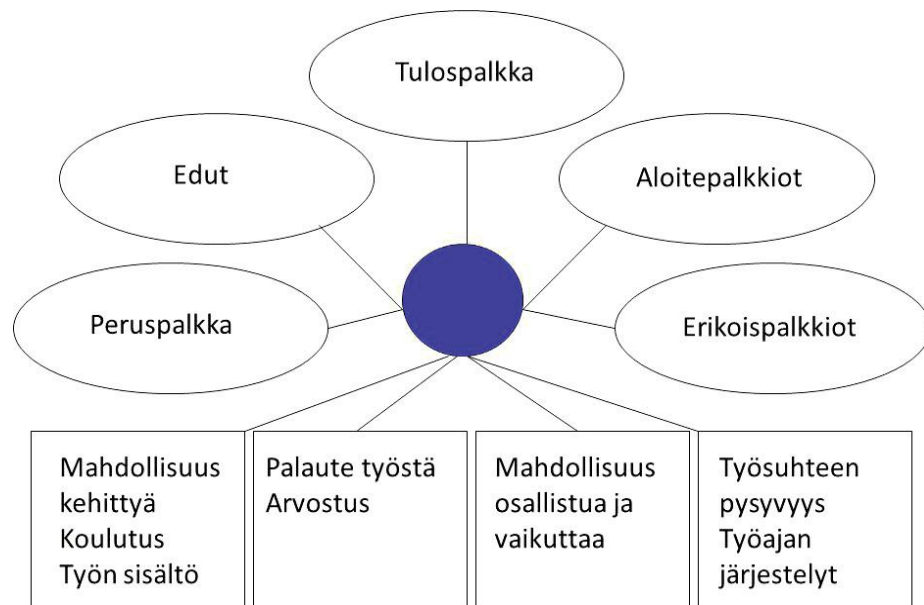 Tulospalkka
Edut
Aloitepalkkiot
Peruspalkka
Erikoispalkkiot
Mahdollisuus
kehittyä
Koulutus
Työn sisältö
Palaute työstä
Arvostus
Mahdollisuus
osallistua ja
vaikuttaa
Työsuhteen
pysyvyys
Työajan
järjestelyt